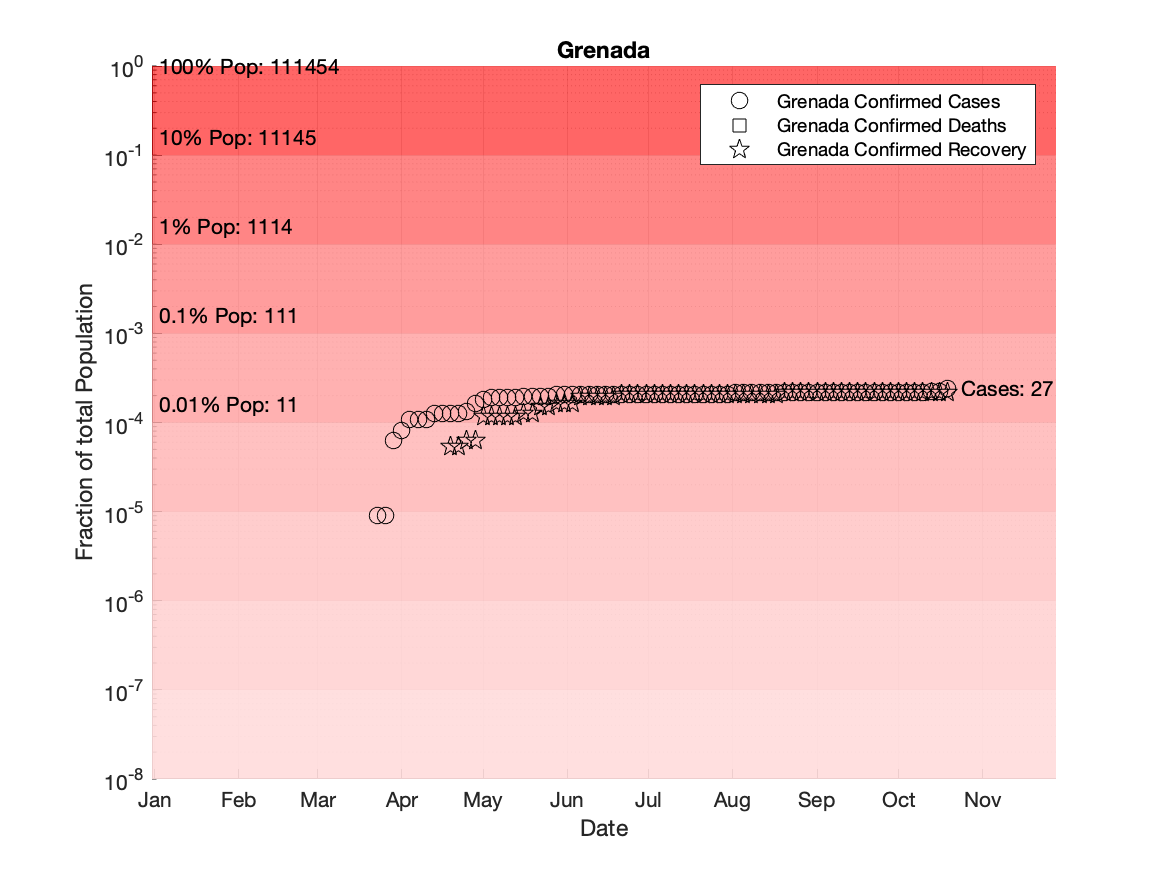 Grenada
10^0
100% Pop: 111454
Grenada Confirmed Cases
Grenada Confirmed Deaths
10% Pop: 11145
Grenada Confirmed Recovery
10^-1
1% Pop: 1114
10^-2
0.1% Pop: 111
10^-3
Cases: 27
0.01% Pop: 11
10^-4
Fraction of total Population
10^-5
10^-6
10^-7
10^-8
Jan Feb Mar Apr May Jun Jul Aug Sep Oct Nov
Date